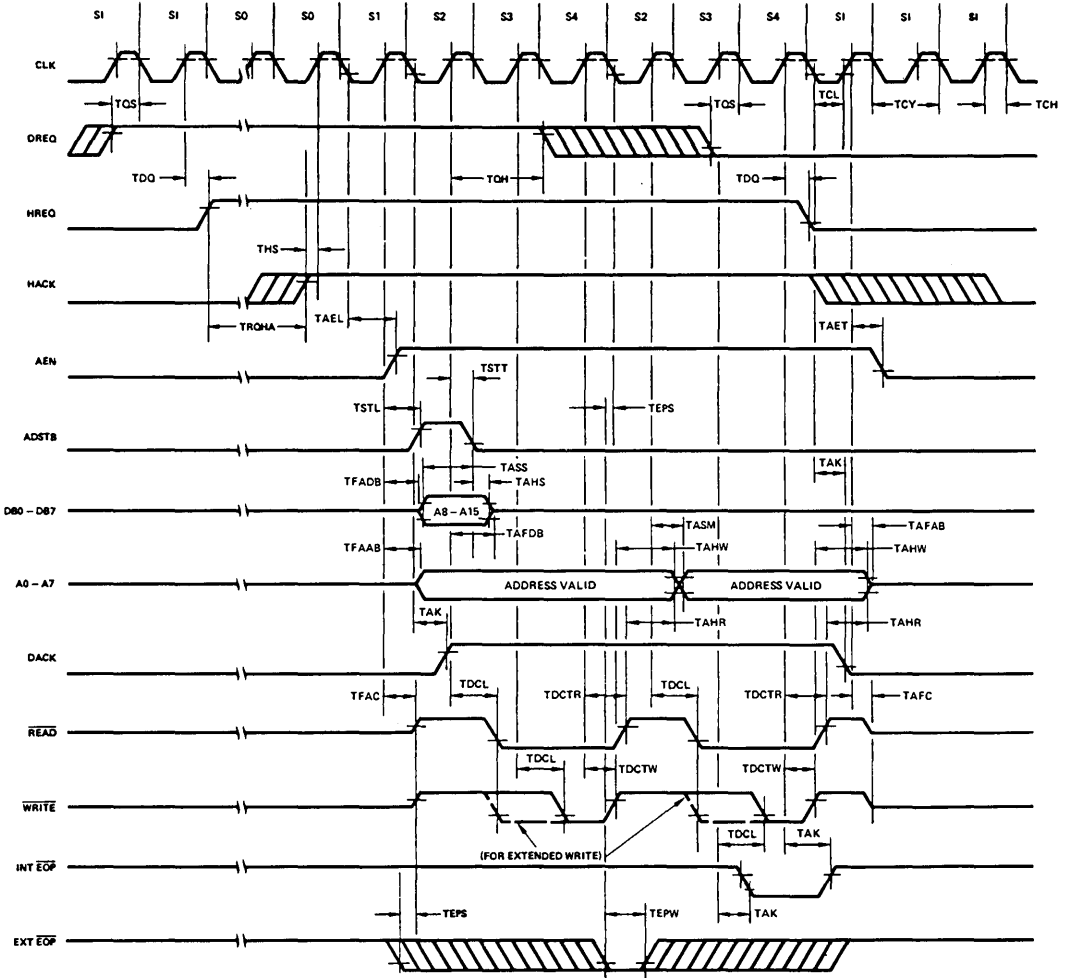 SI SI S0 S0 S1 S2 S3 S4 S2 S3 S4 SI SI SI
CLK
TQS TQS TCL TCY TCH
DREQ
TDQ TQH TDQ
HREQ
THS
HACK
TRQHA TAEL TAET
AEN
TSTT
TSTL TEPS
ADSTB
TASS TAK
TFADB TAHS
DB0 – DB7 A8 – A15
TAFDB TASM TAFAB
TFAAB TAHW TAHW
A0 – A7 ADDRESS VALID ADDRESS VALID
TAK TAHR TAHR
DACK
TFAC TDCL TDCTR TDCL TDCTR TAFC
READ
TDCL TDCTW TDCTW
WRITE
(FOR EXTENDED WRITE) TDCL TAK
INT EOP
TEPS TEPW TAK
EXT EOP